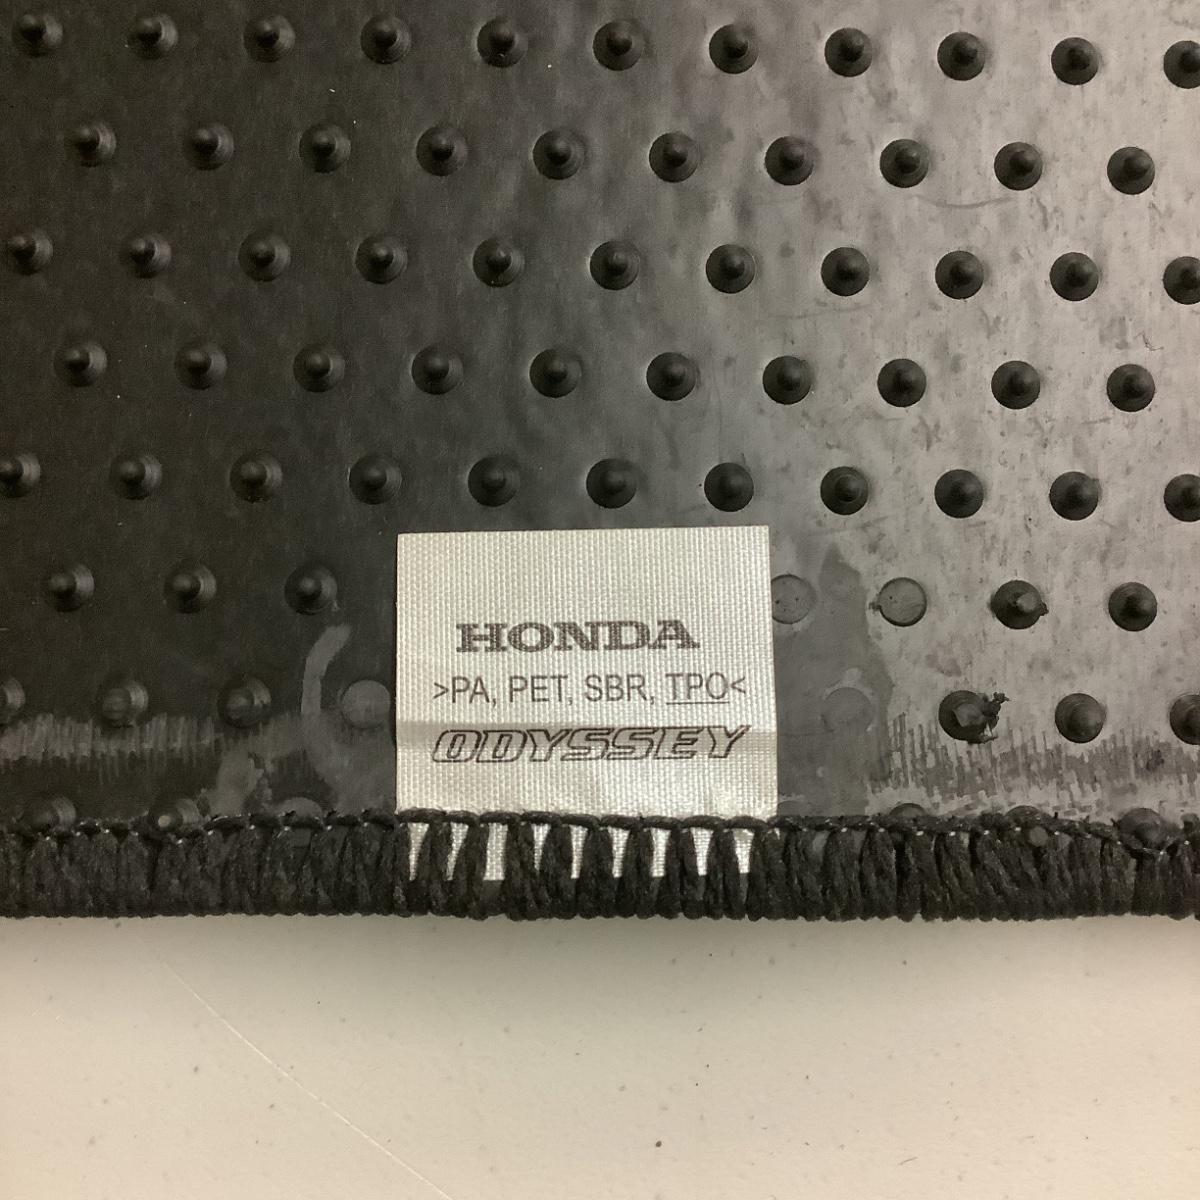 HONDA
>PA, PET, SBR, TPO<
ODYSSEY